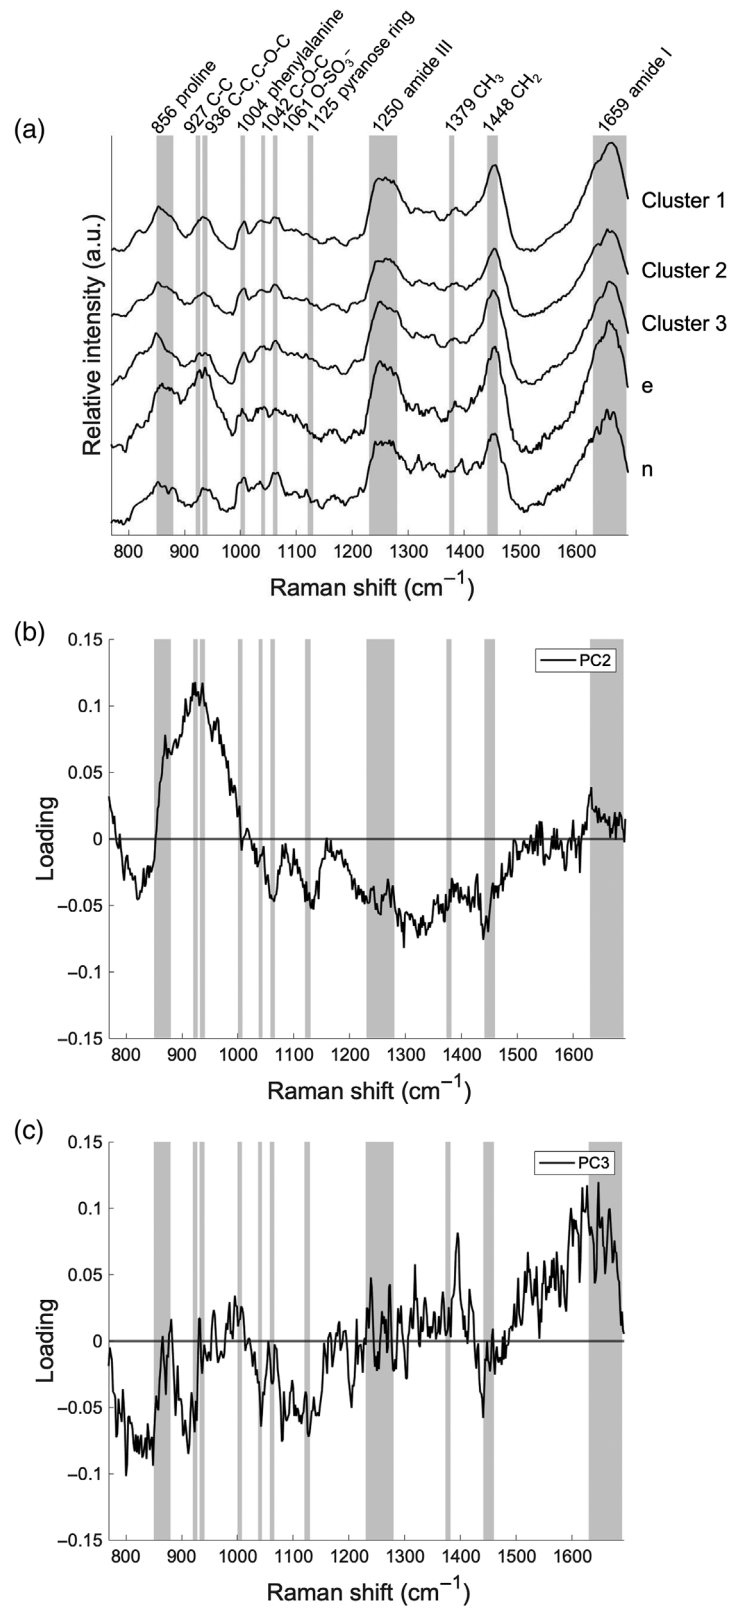 (a)
856 proline
927 C-C
936 C-C,C-O-C
1004 phenylalanine
1042 C-O-C
1061 O-SO₃⁻
1125 pyranose ring
1250 amide III
1379 CH₃
1448 CH₂
1659 amide I
Relative intensity (a.u.)
Cluster 1
Cluster 2
Cluster 3
e
n
800 900 1000 1100 1200 1300 1400 1500 1600
Raman shift (cm⁻¹)
(b)
0.15
0.1
0.05
0
−0.05
−0.1
−0.15
Loading
PC2
800 900 1000 1100 1200 1300 1400 1500 1600
Raman shift (cm⁻¹)
(c)
0.15
0.1
0.05
0
−0.05
−0.1
−0.15
Loading
PC3
800 900 1000 1100 1200 1300 1400 1500 1600
Raman shift (cm⁻¹)